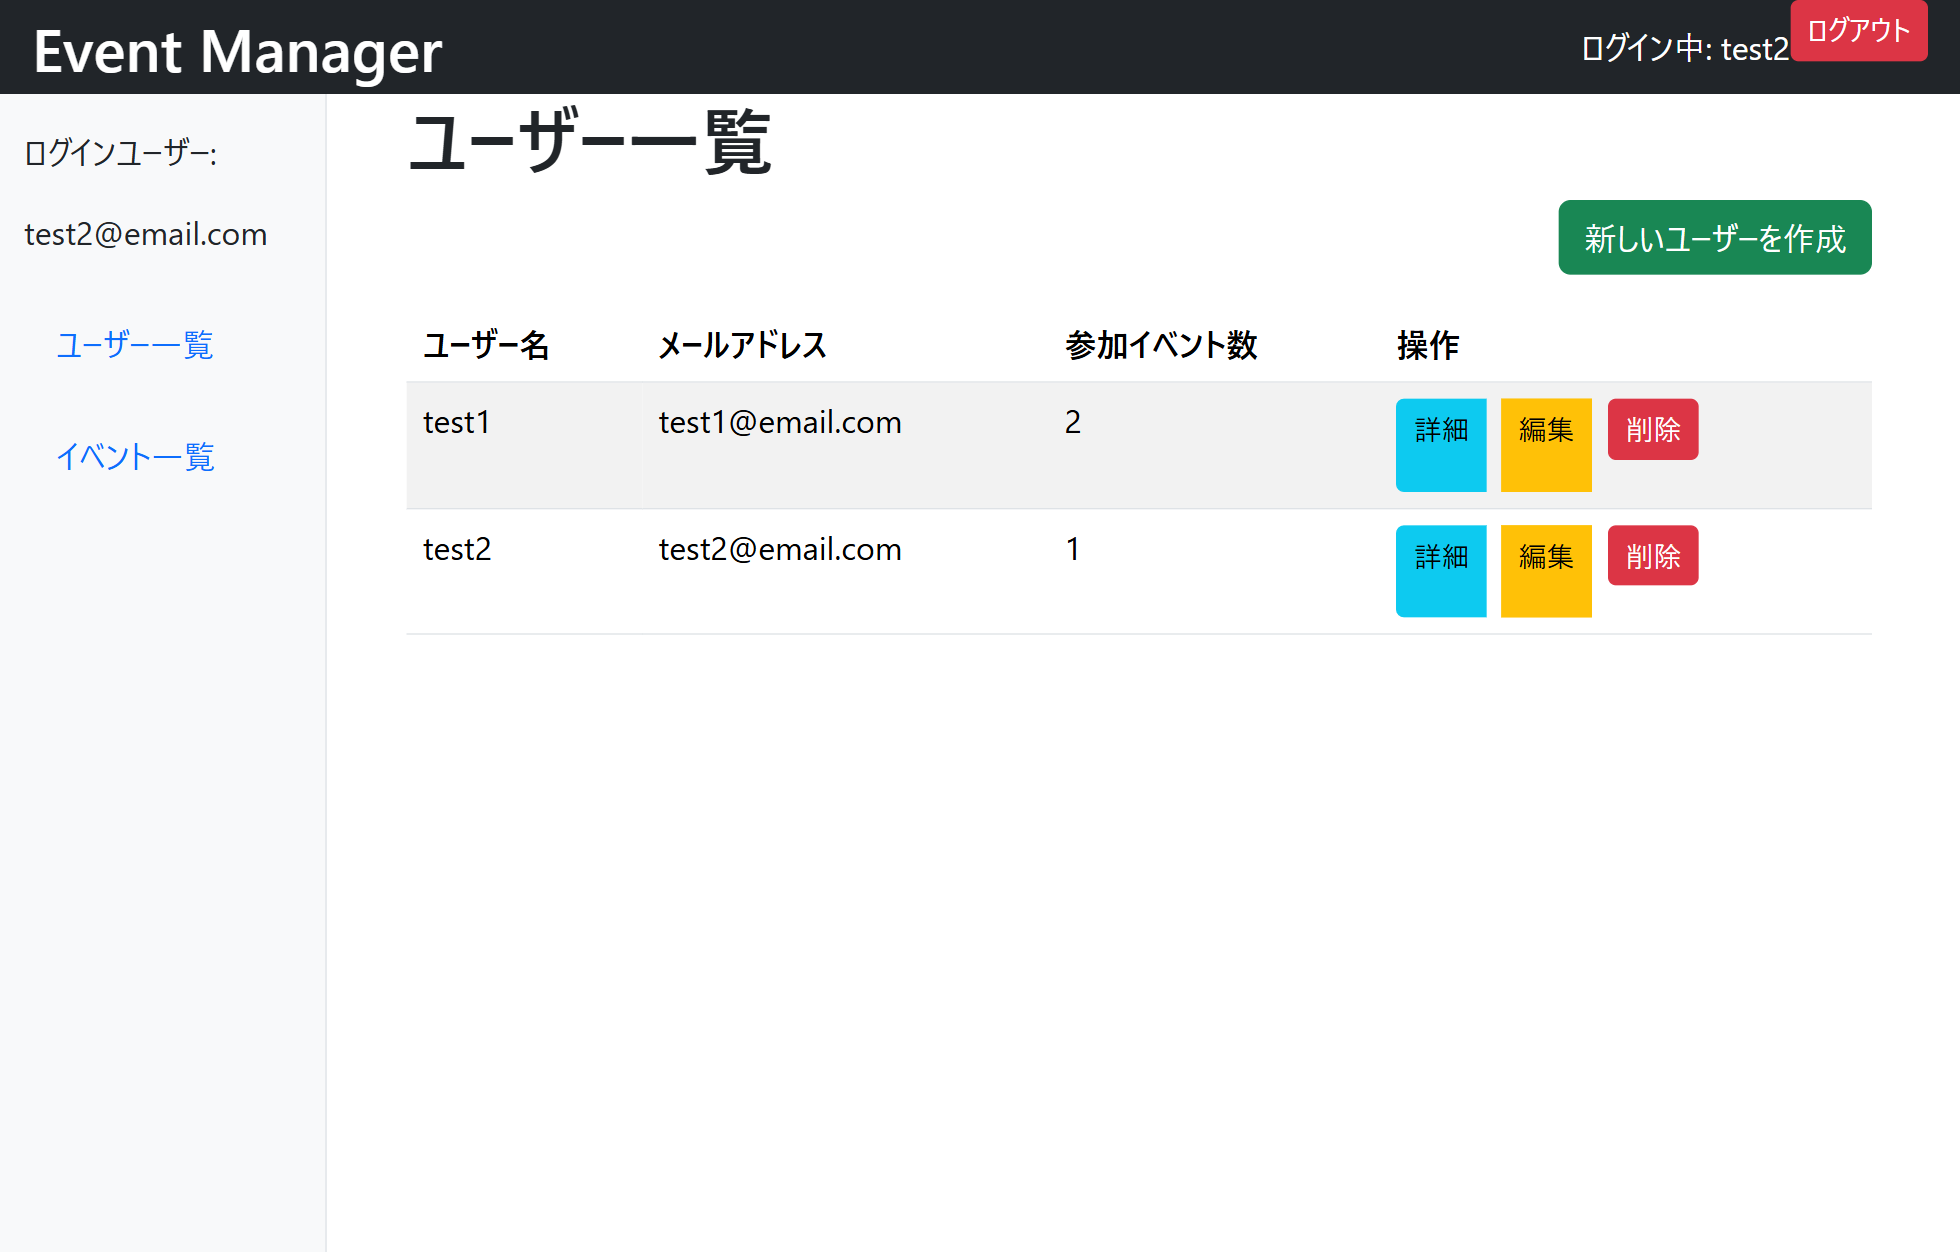 Event Manager
ログイン中: test2 ログアウト
ログインユーザー:
test2@email.com
ユーザー一覧
イベント一覧
ユーザー一覧
新しいユーザーを作成
ユーザー名 メールアドレス 参加イベント数 操作
test1 test1@email.com 2 詳細 編集 削除
test2 test2@email.com 1 詳細 編集 削除